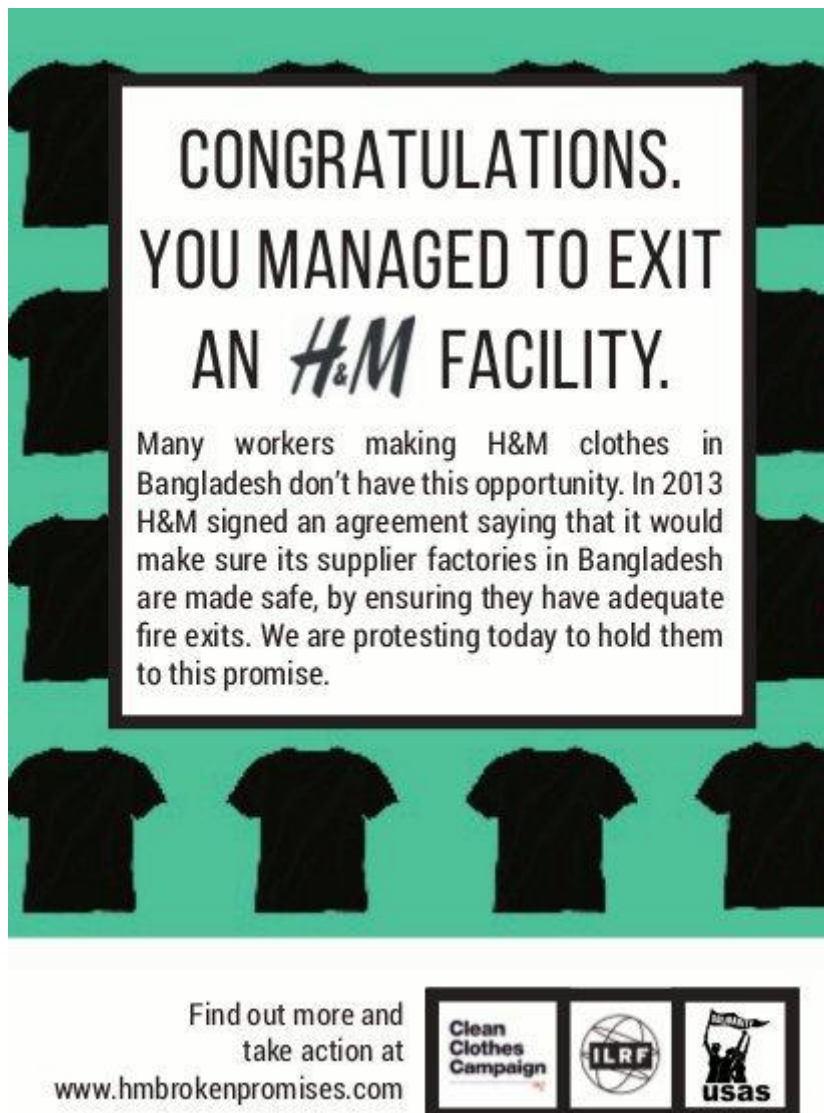 CONGRATULATIONS.
YOU MANAGED TO EXIT
AN H&M FACILITY.
Many workers making H&M clothes in
Bangladesh don't have this opportunity. In 2013
H&M signed an agreement saying that it would
make sure its supplier factories in Bangladesh
are made safe, by ensuring they have adequate
fire exits. We are protesting today to hold them
to this promise.
Find out more and
take action at
www.hmbrokenpromises.com
Clean
Clothes
Campaign
ILRF
SOLIDARITY
usas